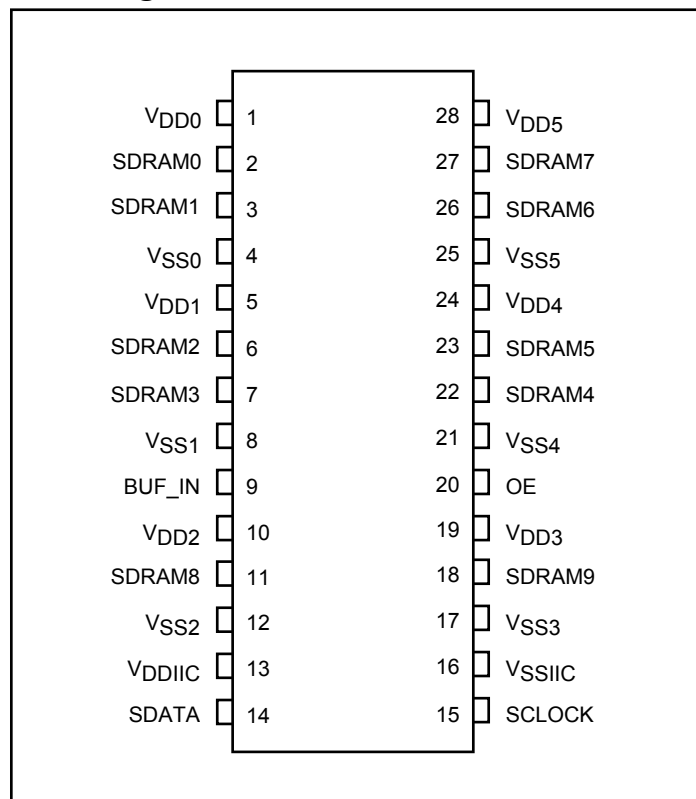 VDD0 1 28 VDD5
SDRAM0 2 27 SDRAM7
SDRAM1 3 26 SDRAM6
VSS0 4 25 VSS5
VDD1 5 24 VDD4
SDRAM2 6 23 SDRAM5
SDRAM3 7 22 SDRAM4
VSS1 8 21 VSS4
BUF_IN 9 20 OE
VDD2 10 19 VDD3
SDRAM8 11 18 SDRAM9
VSS2 12 17 VSS3
VDDIIC 13 16 VSSIIC
SDATA 14 15 SCLOCK